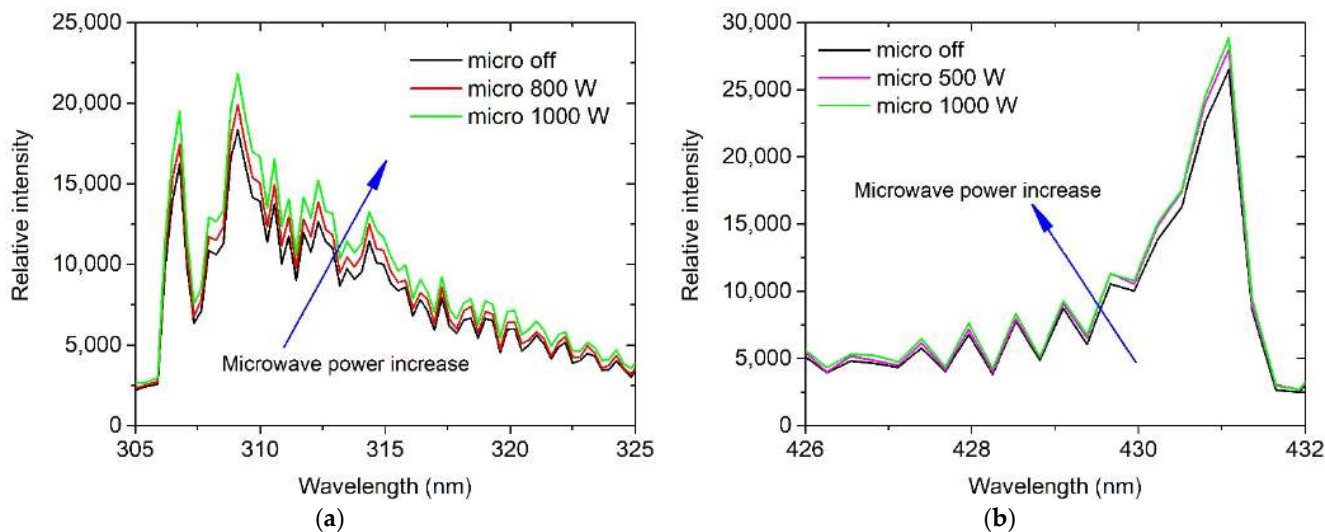 25,000
20,000
15,000
10,000
5,000
0
Relative intensity
micro off
micro 800 W
micro 1000 W
Microwave power increase
305 310 315 320 325
Wavelength (nm)
(a)
30,000
25,000
20,000
15,000
10,000
5,000
0
Relative intensity
micro off
micro 500 W
micro 1000 W
Microwave power increase
426 428 430 432
Wavelength (nm)
(b)